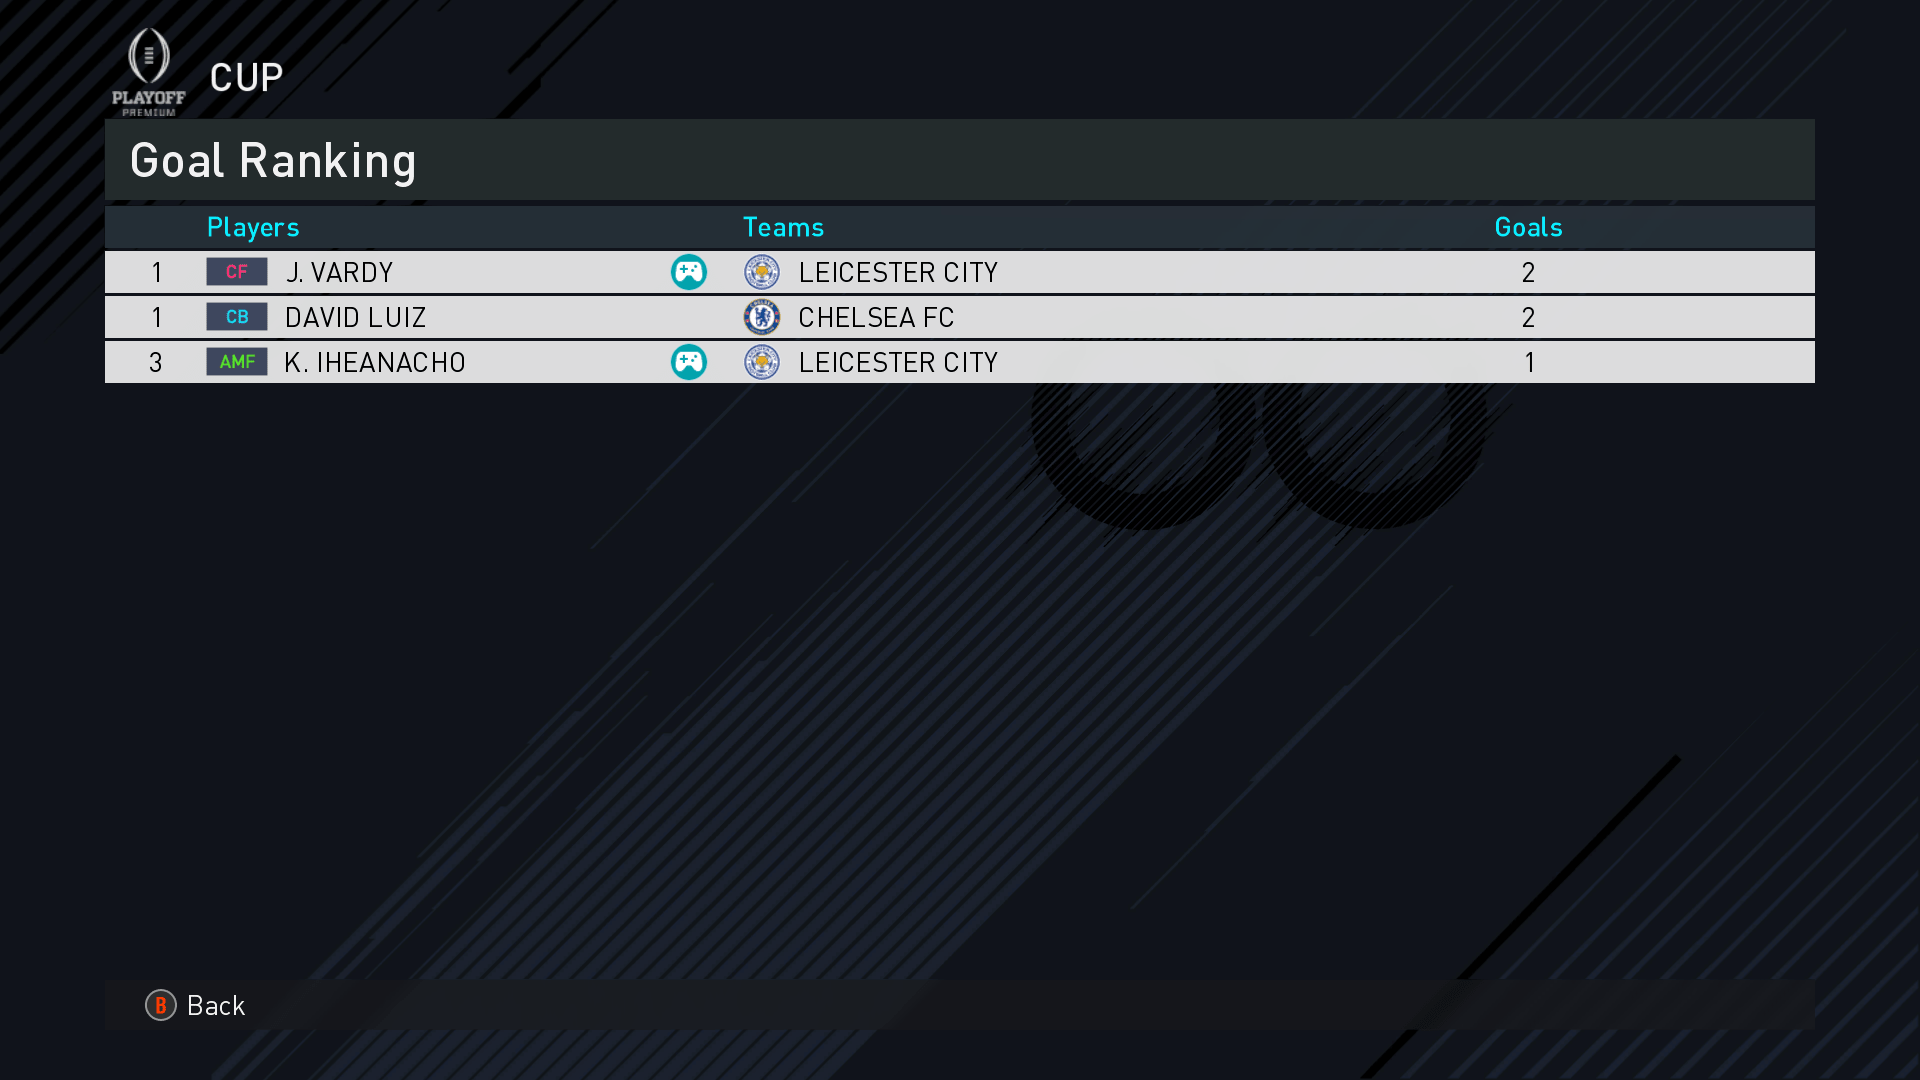 PLAYOFF
PREMIUM
CUP
Goal Ranking
Players Teams Goals
1 CF J. VARDY LEICESTER CITY 2
1 CB DAVID LUIZ CHELSEA FC 2
3 AMF K. IHEANACHO LEICESTER CITY 1
B Back